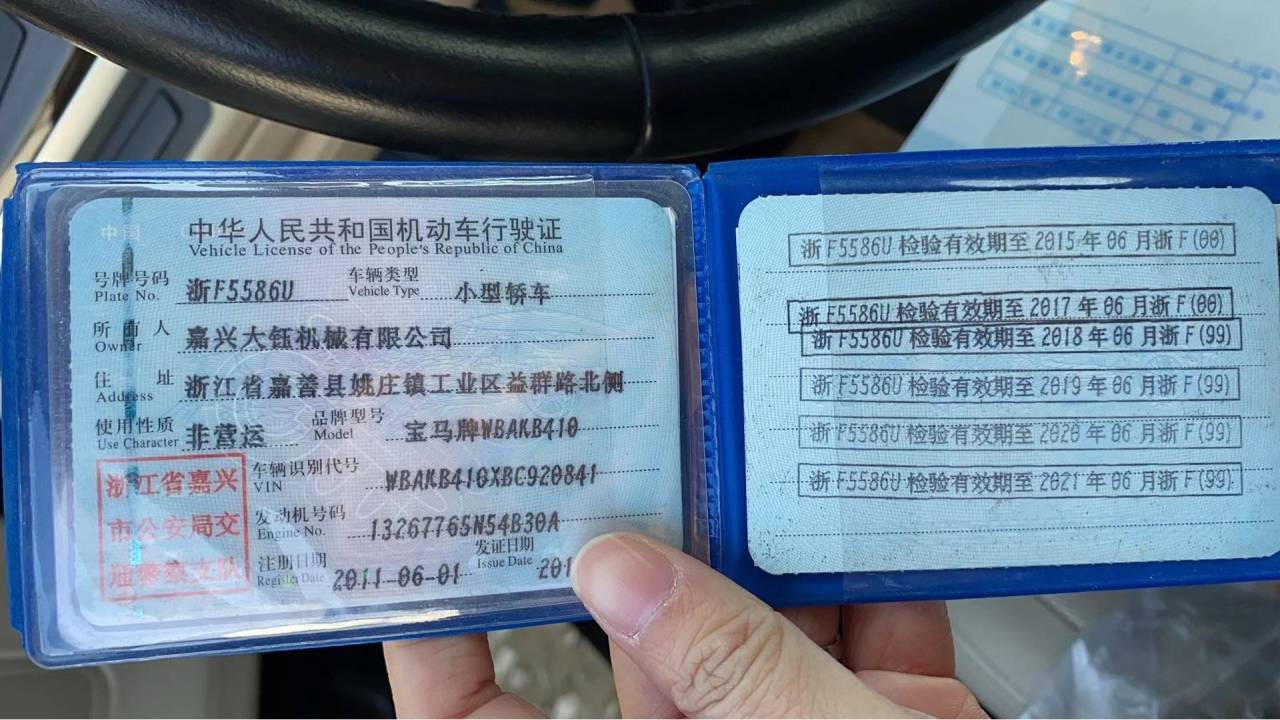 中华人民共和国机动车行驶证
Vehicle License of the People's Republic of China
号牌号码 浙F5586U 车辆类型 小型轿车
Plate No. Vehicle Type
所有人 嘉兴大钰机械有限公司
Owner
住址 浙江省嘉善县姚庄镇工业区益群路北侧
Address
使用性质 非营运 品牌型号 宝马牌WBAKB410
Use Character Model
浙江省嘉兴
市公安局交
通警察支队
车辆识别代号 WBAKB410XBC920841
VIN
发动机号码 13267765N54B30A
Engine No.
注册日期 2011-06-01 发证日期 201
Register Date Issue Date
浙F5586U 检验有效期至 2015 年 06 月浙 F(00)
浙F5586U 检验有效期至 2017 年 06 月浙 F(00)
浙F5586U 检验有效期至 2018 年 06 月浙 F(99)
浙F5586U 检验有效期至 2019 年 06 月浙 F(99)
浙F5586U 检验有效期至 2020 年 06 月浙 F(99)
浙F5586U 检验有效期至 2021 年 06 月浙 F(99)